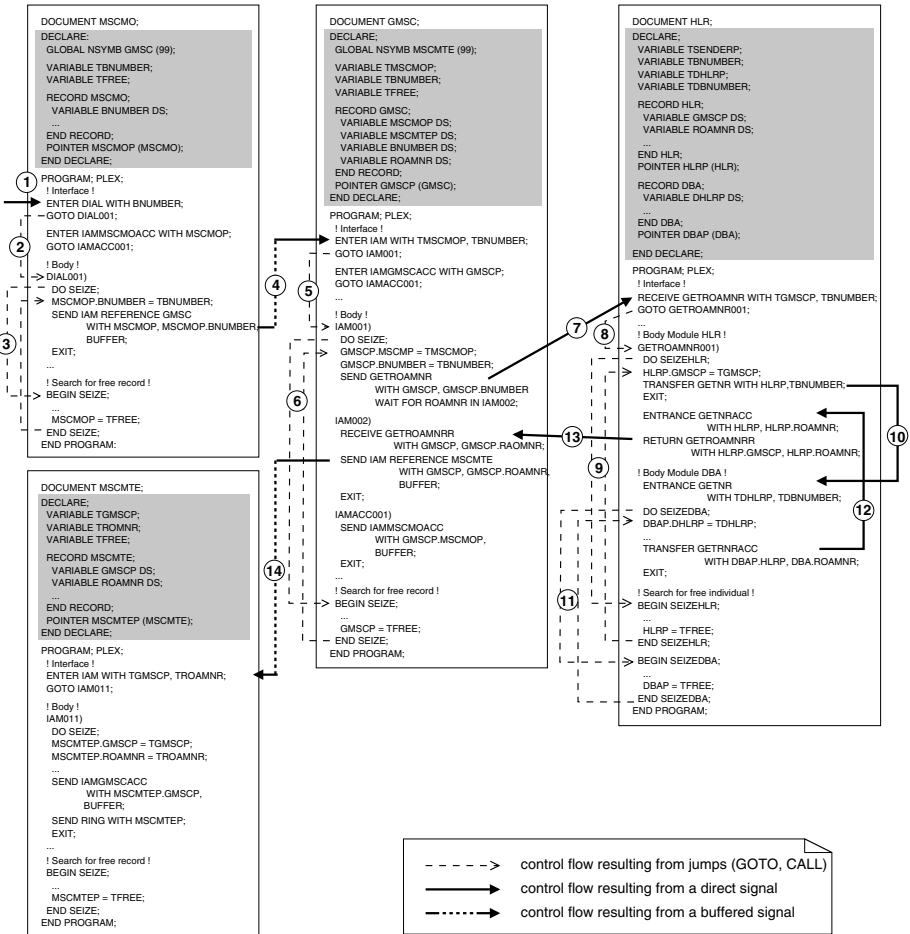 DOCUMENT MSCMO;
DECLARE:
GLOBAL NSYMB GMSC (99);
VARIABLE TBNUMBER;
VARIABLE TFREE;
RECORD MSCMO;
VARIABLE BNUMBER DS;
...
END RECORD;
POINTER MSCMOP (MSCMO);
END DECLARE;
1
PROGRAM; PLEX;
! Interface !
ENTER DIAL WITH BNUMBER;
GOTO DIAL001;
2
ENTER IAMMSCMOACC WITH MSCMOP;
GOTO IAMACC001;
! Body !
DIAL001)
DO SEIZE;
MSCMOP.BNUMBER = TBNUMBER;
SEND IAM REFERENCE GMSC
WITH MSCMOP, MSCMOP.BNUMBER,
BUFFER;
3
EXIT;
...
! Search for free record !
BEGIN SEIZE;
...
MSCMOP = TFREE;
END SEIZE;
END PROGRAM:
DOCUMENT MSCMTE;
DECLARE:
VARIABLE TGMSCP;
VARIABLE TROMNR;
VARIABLE TFREE;
RECORD MSCMTE;
VARIABLE GMSCP DS;
VARIABLE ROAMNR DS;
...
END RECORD;
POINTER MSCMTEP (MSCMTE);
END DECLARE;
PROGRAM; PLEX;
! Interface !
ENTER IAM WITH TGMSCP, TROAMNR;
GOTO IAM011;
! Body !
IAM011)
DO SEIZE;
MSCMTEP.GMSCP = TGMSCP;
MSCMTEP.ROAMNR = TROAMNR;
...
SEND IAMGMSCACC
WITH MSCMTEP.GMSCP,
BUFFER;
SEND RING WITH MSCMTEP;
EXIT;
...
! Search for free record !
BEGIN SEIZE;
...
MSCMTEP = TFREE;
END SEIZE;
END PROGRAM;
4
14
DOCUMENT GMSC;
DECLARE;
GLOBAL NSYMB MSCMTE (99);
VARIABLE TMSCMOP;
VARIABLE TBNUMBER;
VARIABLE TFREE;
RECORD GMSC;
VARIABLE MSCMOP DS;
VARIABLE MSCMTEP DS;
VARIABLE BNUMBER DS;
VARIABLE ROAMNR DS;
END RECORD;
POINTER GMSCP (GMSC);
END DECLARE;
PROGRAM; PLEX;
! Interface !
ENTER IAM WITH TMSCMOP, TBNUMBER;
GOTO IAM001;
ENTER IAMGMSCACC WITH GMSCP;
GOTO IAMACC001;
5
...
! Body !
IAM001)
DO SEIZE;
GMSCP.MSCMP = TMSCMOP;
GMSCP.BNUMBER = TBNUMBER;
SEND GETROAMNR
WITH GMSCP, GMSCP.BNUMBER
6
WAIT FOR ROAMNR IN IAM002;
IAM002)
RECEIVE GETROAMNRR
WITH GMSCP, GMSCP.RAOMNR;
SEND IAM REFERENCE MSCMTE
WITH GMSCP, GMSCP.ROAMNR,
BUFFER;
EXIT;
IAMACC001)
SEND IAMMSCMOACC
WITH GMSCP.MSCMOP,
BUFFER;
EXIT;
...
! Search for free record !
BEGIN SEIZE;
...
GMSCP = TFREE;
END SEIZE;
END PROGRAM;
7
13
DOCUMENT HLR;
DECLARE;
VARIABLE TSENDERP;
VARIABLE TBNUMBER;
VARIABLE TDHLRP;
VARIABLE TDBNUMBER;
RECORD HLR;
VARIABLE GMSCP DS;
VARIABLE ROAMNR DS;
...
END HLR;
POINTER HLRP (HLR);
RECORD DBA;
VARIABLE DHLRP DS;
...
END DBA;
POINTER DBAP (DBA);
END DECLARE;
PROGRAM; PLEX;
! Interface !
RECEIVE GETROAMNR WITH TGMSCP, TBNUMBER;
GOTO GETROAMNR001;
...
8
! Body Module HLR !
GETROAMNR001)
DO SEIZEHLR;
HLRP.GMSCP = TGMSCP;
TRANSFER GETNR WITH HLRP,TBNUMBER;
EXIT;
ENTRANCE GETNRACC
WITH HLRP, HLRP.ROAMNR;
10
RETURN GETROAMNRR
WITH HLRP.GMSCP, HLRP.ROAMNR;
9
! Body Module DBA !
ENTRANCE GETNR
WITH TDHLRP, TDBNUMBER;
12
DO SEIZEDBA;
DBAP.DHLRP = TDHLRP;
...
TRANSFER GETRNRACC
WITH DBAP.HLRP, DBA.ROAMNR;
EXIT;
11
! Search for free individual !
BEGIN SEIZEHLR;
...
HLRP = TFREE;
END SEIZEHLR;
BEGIN SEIZEDBA;
...
DBAP = TFREE;
END SEIZEDBA;
END PROGRAM;
control flow resulting from jumps (GOTO, CALL)
control flow resulting from a direct signal
control flow resulting from a buffered signal